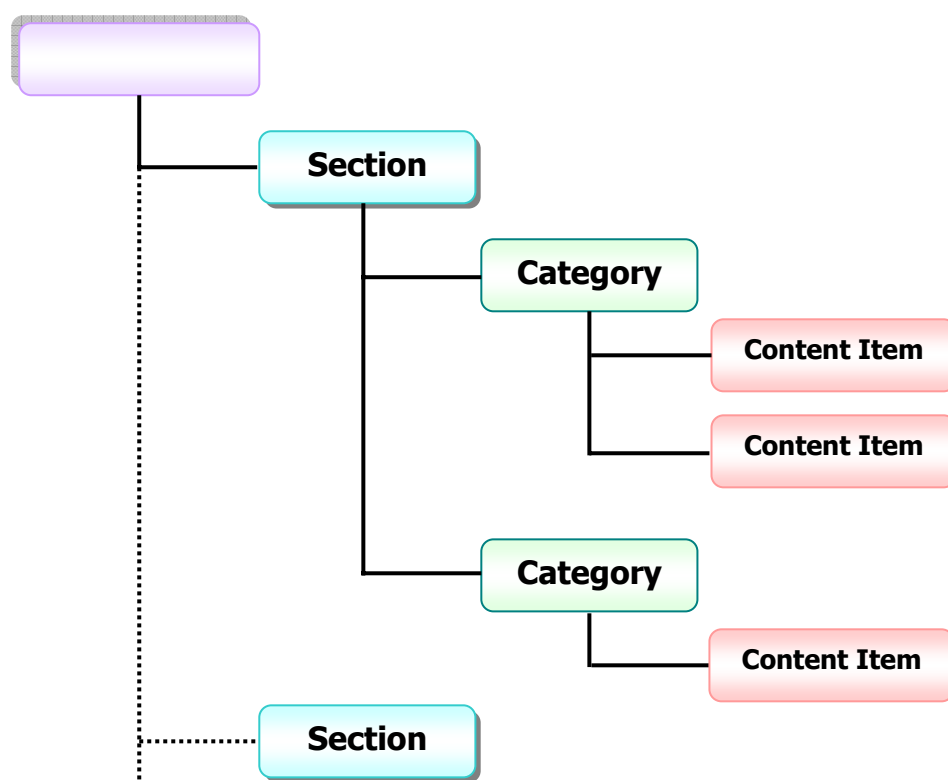 Section
Category
Content Item
Content Item
Category
Content Item
Section